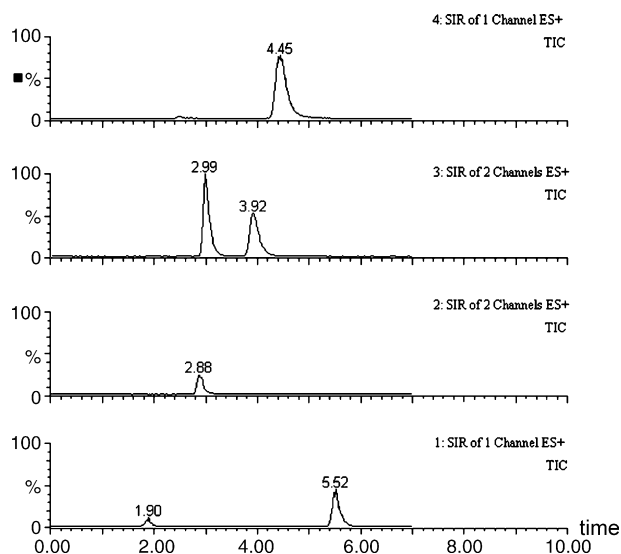 4: SIR of 1 Channel ES+
TIC
100
%
0
4.45
3: SIR of 2 Channels ES+
TIC
100
%
0
2.99
3.92
2: SIR of 2 Channels ES+
TIC
100
%
0
2.88
1: SIR of 1 Channel ES+
TIC
100
%
0
1.90
5.52
0.00 2.00 4.00 6.00 8.00 10.00 time